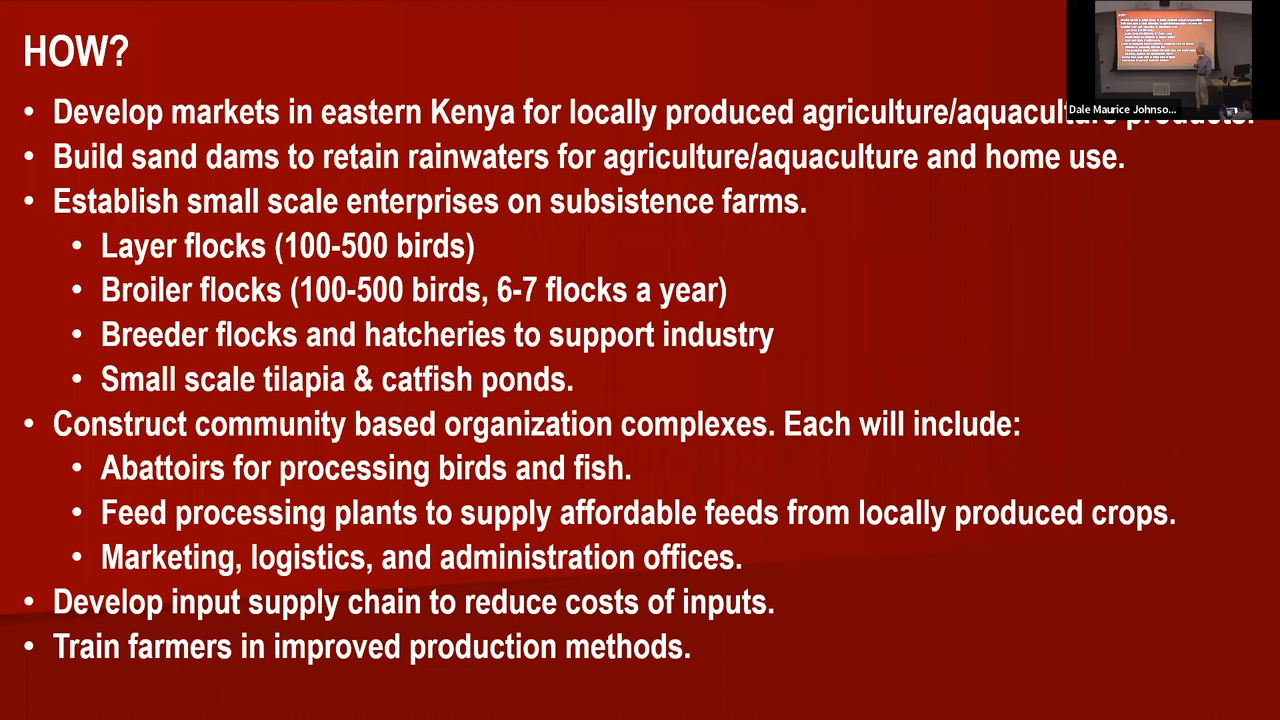 HOW?
• Develop markets in eastern Kenya for locally produced agriculture/aquaculture products.
Dale Maurice Johnso...
• Build sand dams to retain rainwaters for agriculture/aquaculture and home use.
• Establish small scale enterprises on subsistence farms.
• Layer flocks (100-500 birds)
• Broiler flocks (100-500 birds, 6-7 flocks a year)
• Breeder flocks and hatcheries to support industry
• Small scale tilapia & catfish ponds.
• Construct community based organization complexes. Each will include:
• Abattoirs for processing birds and fish.
• Feed processing plants to supply affordable feeds from locally produced crops.
• Marketing, logistics, and administration offices.
• Develop input supply chain to reduce costs of inputs.
• Train farmers in improved production methods.